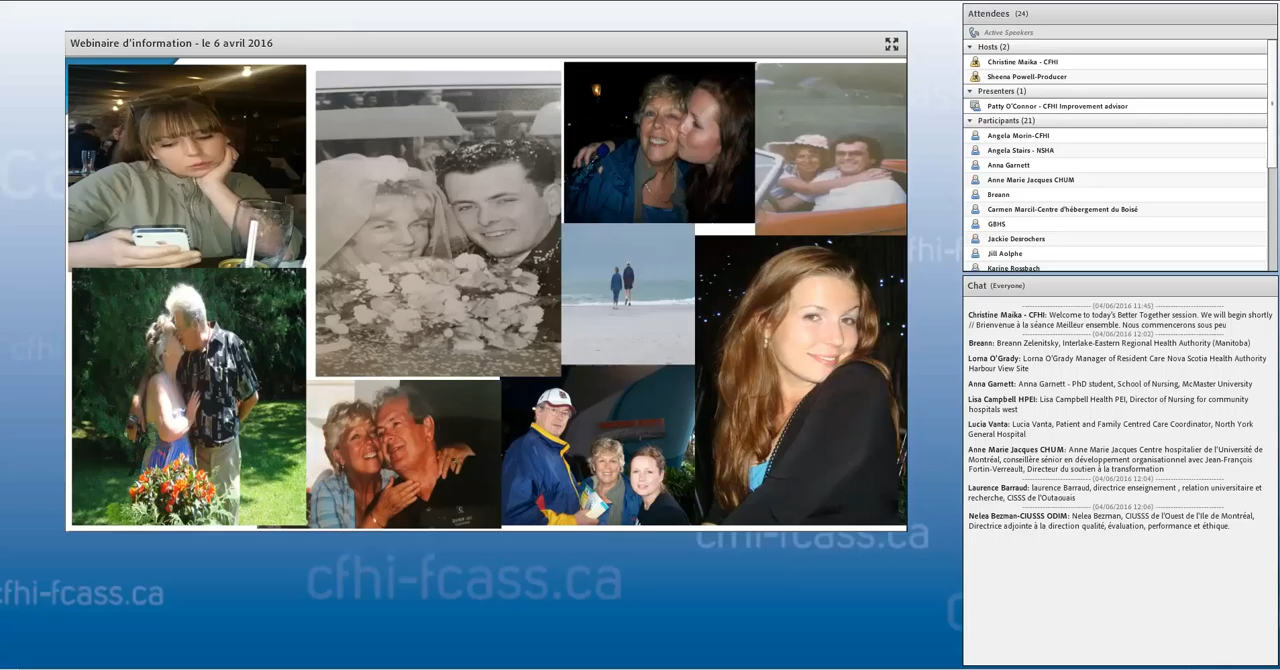 Webinaire d'information - le 6 avril 2016
cfhi-fcass.ca
cfhi-fcass.ca
cfhi-fcass.ca
Attendees (24)
Active Speakers
Hosts (2)
Christine Maika - CFHI
Sheena Powell-Producer
Presenters (1)
Patty O'Connor - CFHI Improvement advisor
Participants (21)
Angela Morin-CFHI
Angela Stairs - NSHA
Anna Garnett
Anne Marie Jacques CHUM
Breann
Carmen Marcil-Centre d'hébergement du Boisé
GBHS
Jackie Desrochers
Jill Aolphe
Karine Rossbach
Chat (Everyone)
(04/06/2016 11:45)
Christine Maika - CFHI: Welcome to today's Better Together session. We will begin shortly
// Brienvenue à la séance Meilleur ensemble. Nous commencerons sous peu
(04/06/2016 12:02)
Breann: Breann Zelenitsky, Interlake-Eastern Regional Health Authority (Manitoba)
Lorna O'Grady: Lorna O'Grady Manager of Resident Care Nova Scotia Health Authority
Harbour View Site
Anna Garnett: Anna Garnett - PhD student, School of Nursing, McMaster University
Lisa Campbell HPEI: Lisa Campbell Health PEI, Director of Nursing for community
hospitals west
Lucia Vanta: Lucia Vanta, Patient and Family Centred Care Coordinator, North York
General Hospital
Anne Marie Jacques CHUM: Anne Marie Jacques Centre hospitalier de l'Université de
Montréal, conseillère sénior en développement organisationnel avec Jean-François
Fortin-Verreault, Directeur du soutien à la transformation
(04/06/2016 12:04)
Laurence Barraud: laurence Barraud, directrice enseignement , relation universitaire et
recherche, CISSS de l'Outaouais
(04/06/2016 12:06)
Nelea Bezman-CIUSSS ODIM: Nelea Bezman, CIUSSS de l'Ouest de l'Ile de Montréal,
Directrice adjointe à la direction qualité, évaluation, performance et éthique.